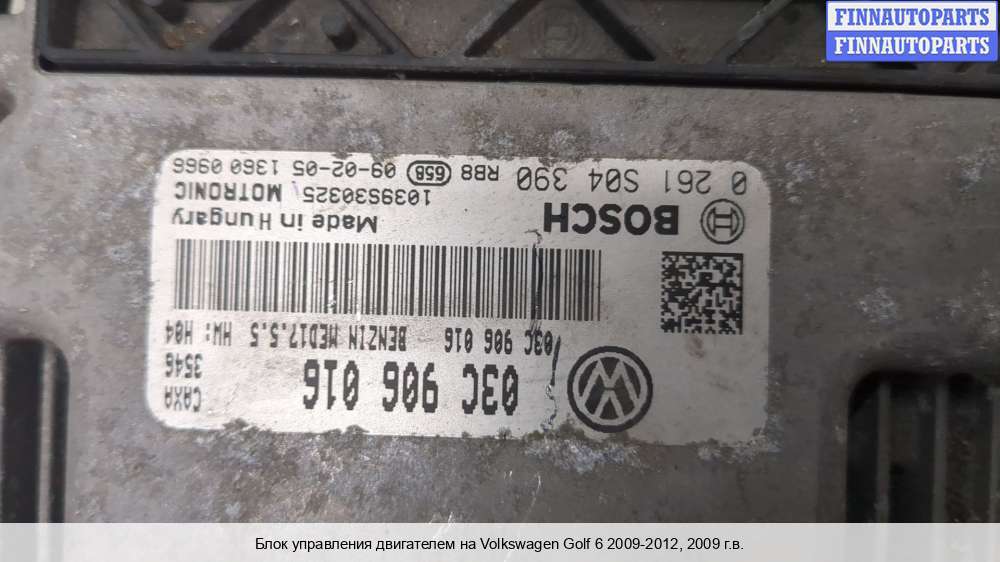 FINNAUTOPARTS
FINNAUTOPARTS
CAXA
3546
03C 906 016
03C 906 016 BENZIN MED17.5.5 HW: H04
BOSCH
Made in Hungary
1039S30325 MOTRONIC
0 261 S04 390 RB8 658 09-02-05 1360 0966
Блок управления двигателем на Volkswagen Golf 6 2009-2012, 2009 г.в.